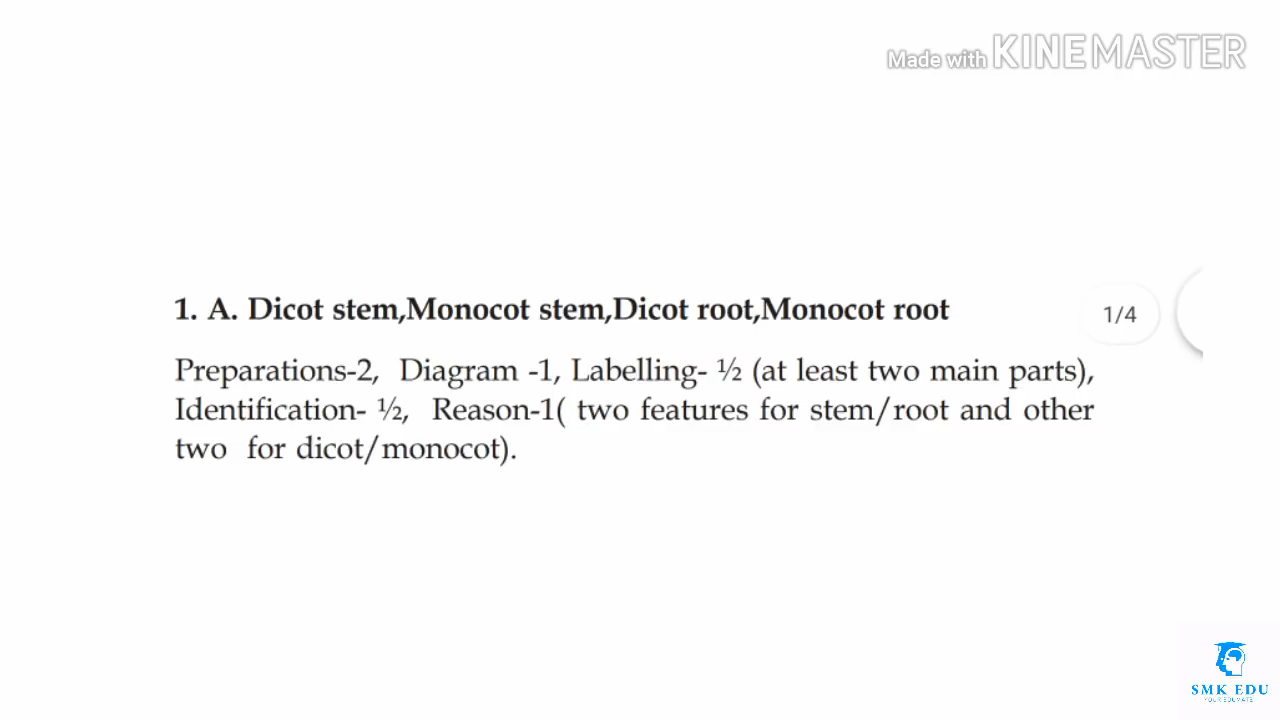 Made with KINEMASTER
1. A. Dicot stem,Monocot stem,Dicot root,Monocot root
1/4
Preparations-2, Diagram -1, Labelling- ½ (at least two main parts),
Identification- ½, Reason-1( two features for stem/root and other
two for dicot/monocot).
SMK EDU
YOUR EDUMATE